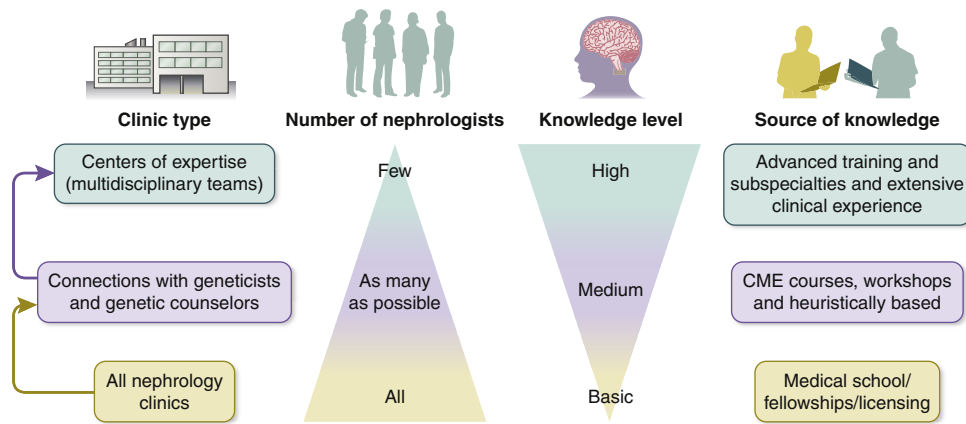 Clinic type
Number of nephrologists
Knowledge level
Source of knowledge
Centers of expertise
(multidisciplinary teams)
Few
High
Advanced training and
subspecialties and extensive
clinical experience
Connections with geneticists
and genetic counselors
As many
as possible
Medium
CME courses, workshops
and heuristically based
All nephrology
clinics
All
Basic
Medical school/
fellowships/licensing